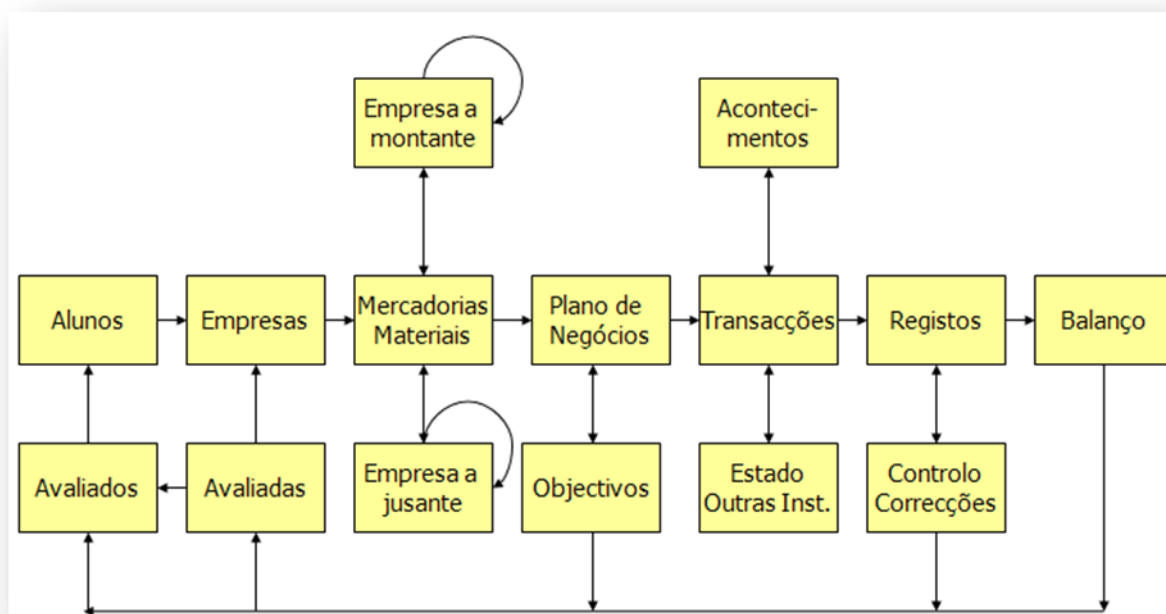 Empresa a
montante
Aconteci-
mentos
Alunos
Empresas
Mercadorias
Materiais
Plano de
Negócios
Transacções
Registos
Balanço
Avaliados
Avaliadas
Empresa a
jusante
Objectivos
Estado
Outras Inst.
Controlo
Correcções